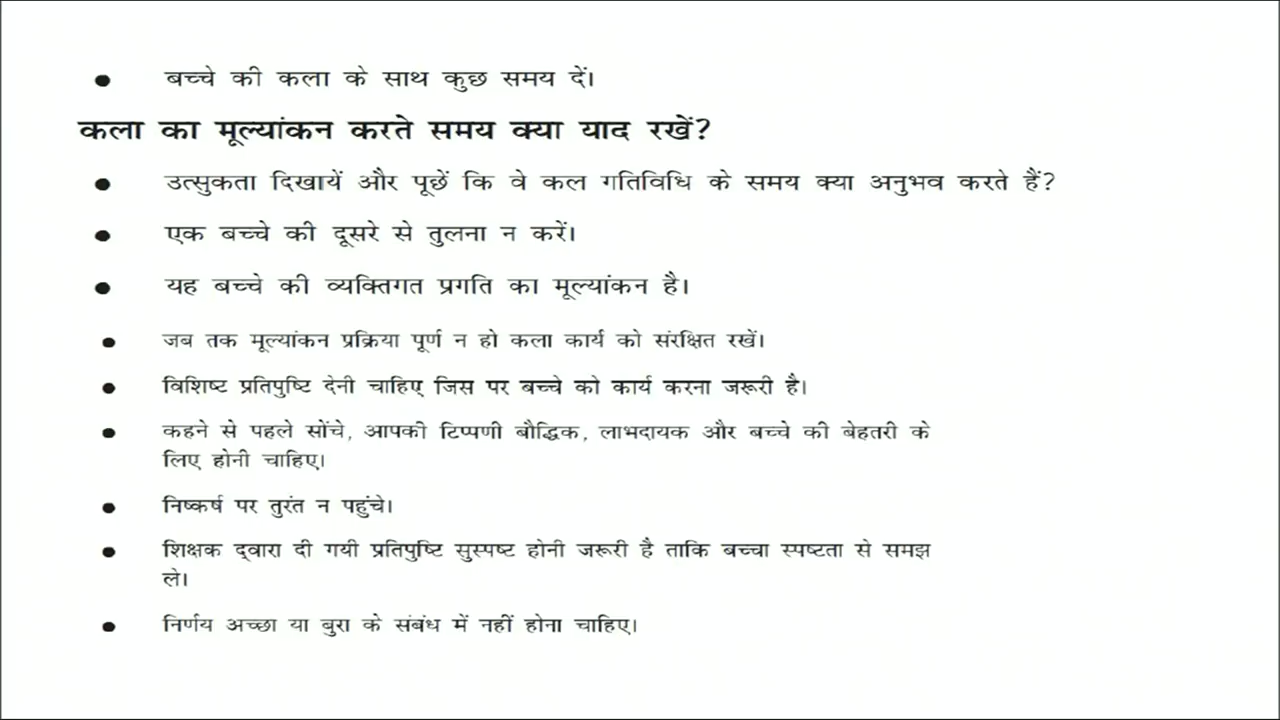 • बच्चे की कला के साथ कुछ समय दें।
कला का मूल्यांकन करते समय क्या याद रखें?
• उत्सुकता दिखायें और पूछें कि वे कल गतिविधि के समय क्या अनुभव करते हैं?
• एक बच्चे की दूसरे से तुलना न करें।
• यह बच्चे की व्यक्तिगत प्रगति का मूल्यांकन है।
• जब तक मूल्यांकन प्रक्रिया पूर्ण न हो कला कार्य को संरक्षित रखें।
• विशिष्ट प्रतिपुष्टि देनी चाहिए जिस पर बच्चे को कार्य करना जरूरी है।
• कहने से पहले सोंचे, आपकी टिप्पणी बौद्धिक, लाभदायक और बच्चे की बेहतरी के
लिए होनी चाहिए।
• निष्कर्ष पर तुरंत न पहुंचे।
• शिक्षक द्वारा दी गयी प्रतिपुष्टि सुस्पष्ट होनी जरूरी है ताकि बच्चा स्पष्टता से समझ
ले।
• निर्णय अच्छा या बुरा के संबंध में नहीं होना चाहिए।